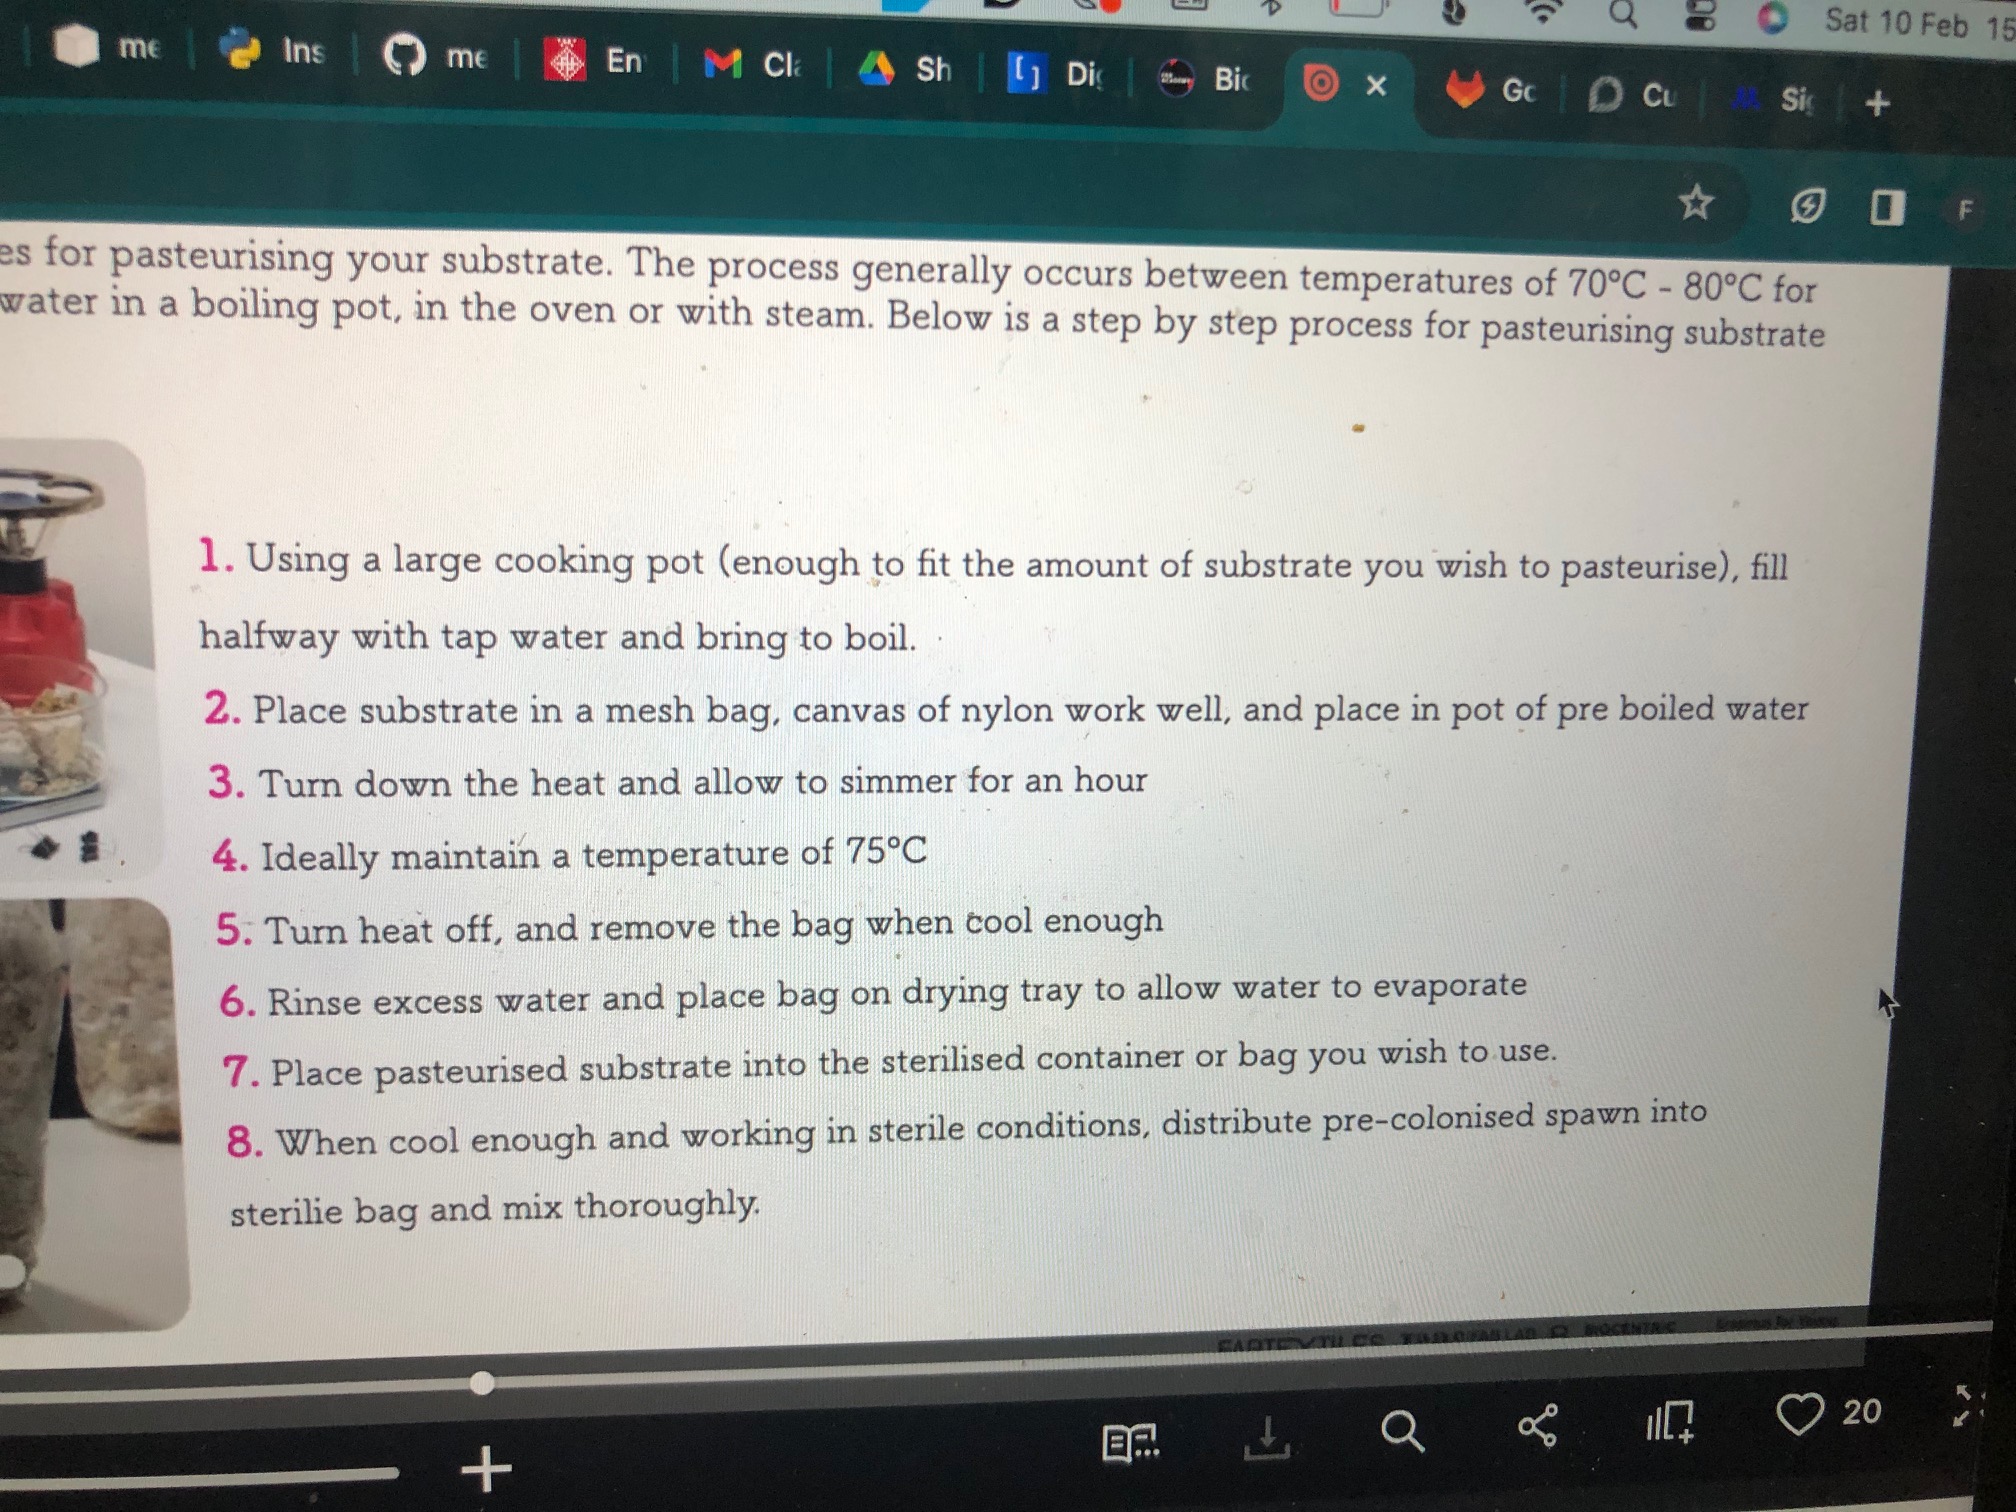 Sat 10 Feb 15
me
Ins
me
En
Cla
Sh
Dig
Bio
Go
Cu
Sig
F
es for pasteurising your substrate. The process generally occurs between temperatures of 70°C - 80°C for
water in a boiling pot, in the oven or with steam. Below is a step by step process for pasteurising substrate
1. Using a large cooking pot (enough to fit the amount of substrate you wish to pasteurise), fill
halfway with tap water and bring to boil.
2. Place substrate in a mesh bag, canvas of nylon work well, and place in pot of pre boiled water
3. Turn down the heat and allow to simmer for an hour
4. Ideally maintain a temperature of 75°C
5. Turn heat off, and remove the bag when cool enough
6. Rinse excess water and place bag on drying tray to allow water to evaporate
7. Place pasteurised substrate into the sterilised container or bag you wish to use.
8. When cool enough and working in sterile conditions, distribute pre-colonised spawn into
sterilie bag and mix thoroughly.
20